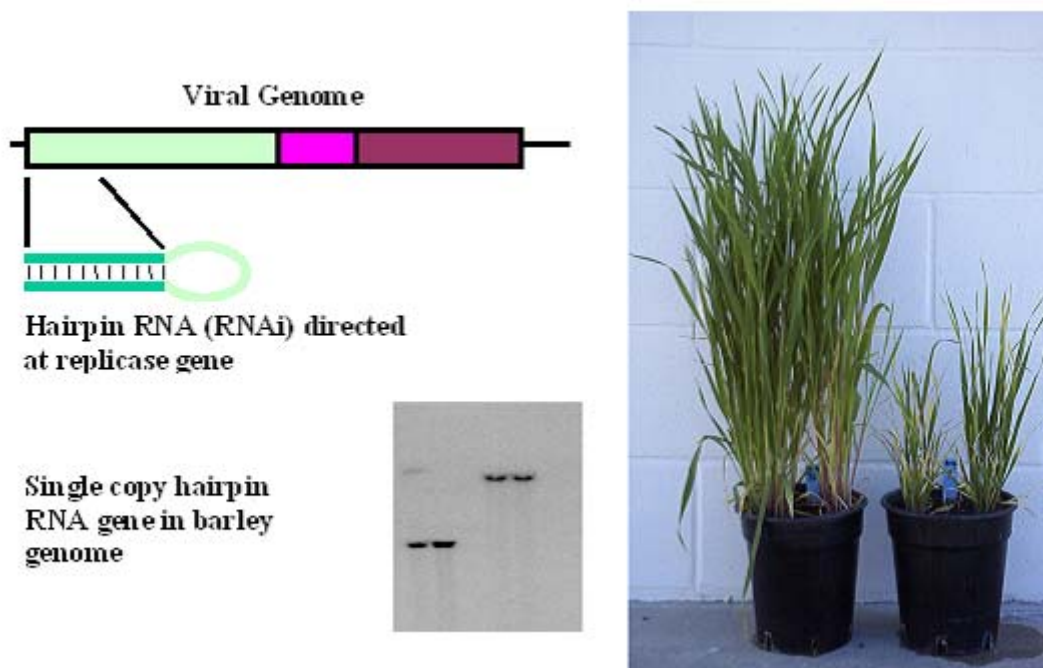 Viral Genome
Hairpin RNA (RNAi) directed
at replicase gene
Single copy hairpin
RNA gene in barley
genome